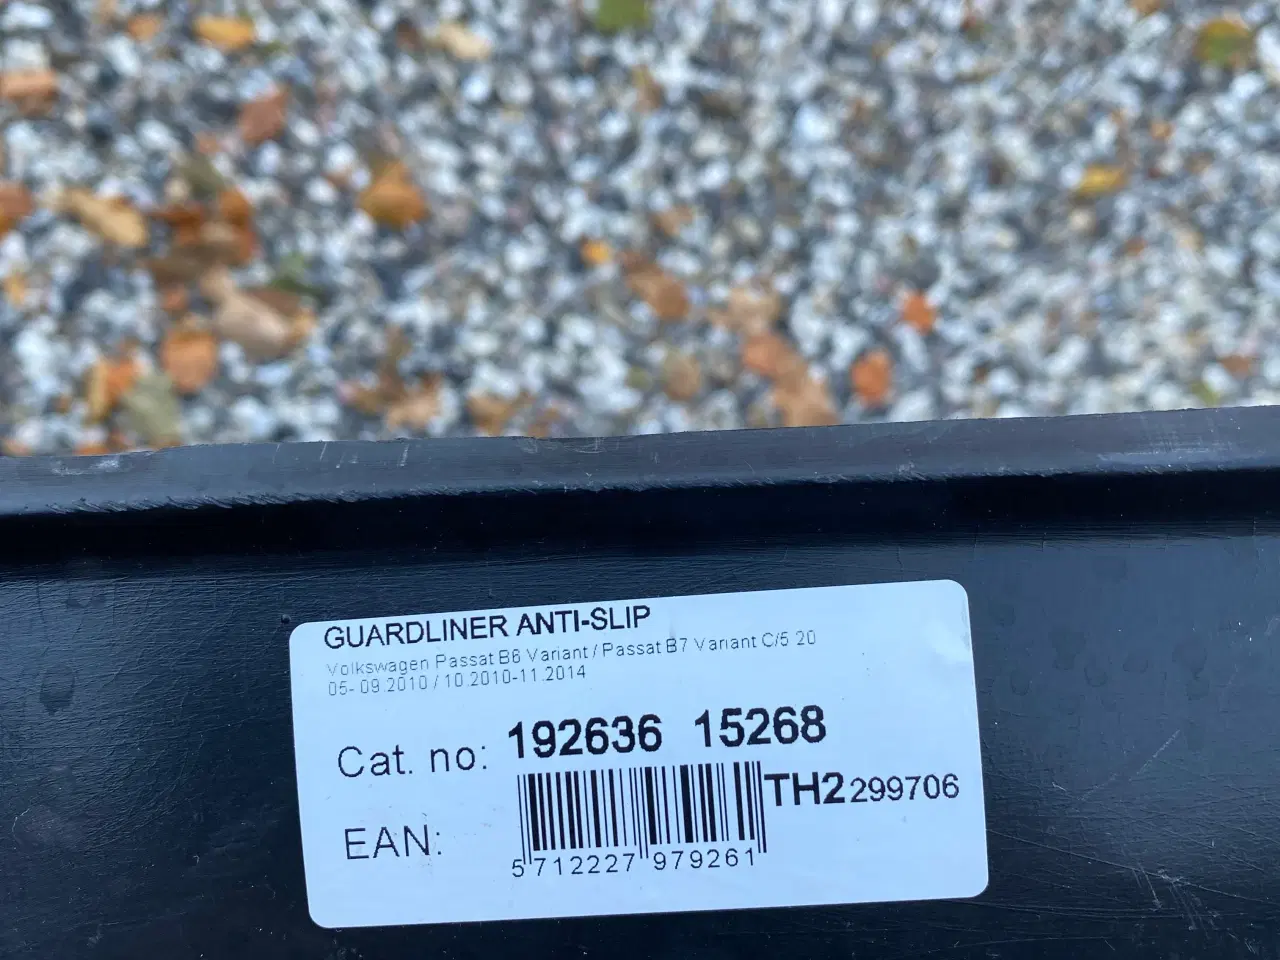 GUARDLINER ANTI-SLIP
Volkswagen Passat B6 Variant / Passat B7 Variant C/5 20
05- 09.2010 / 10.2010-11.2014
Cat. no: 192636 15268
TH2 299706
EAN:
5 712227 979261